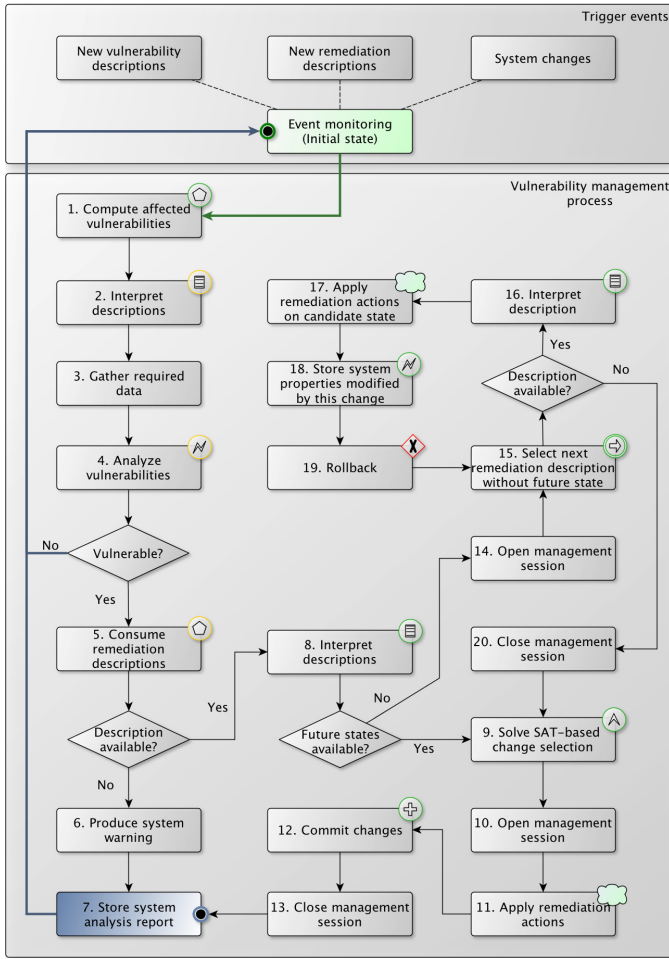 Trigger events
New vulnerability
descriptions
New remediation
descriptions
System changes
Event monitoring
(Initial state)
Vulnerability management
process
1. Compute affected
vulnerabilities
2. Interpret
descriptions
3. Gather required
data
4. Analyze
vulnerabilities
No
Vulnerable?
Yes
5. Consume
remediation
descriptions
Yes
Description
available?
No
6. Produce system
warning
7. Store system
analysis report
8. Interpret
descriptions
No
Future states
available?
Yes
9. Solve SAT-based
change selection
10. Open management
session
11. Apply remediation
actions
12. Commit changes
13. Close management
session
14. Open management
session
15. Select next
remediation description
without future state
Description
available?
Yes
No
16. Interpret
description
17. Apply
remediation actions
on candidate state
18. Store system
properties modified
by this change
19. Rollback
20. Close management
session